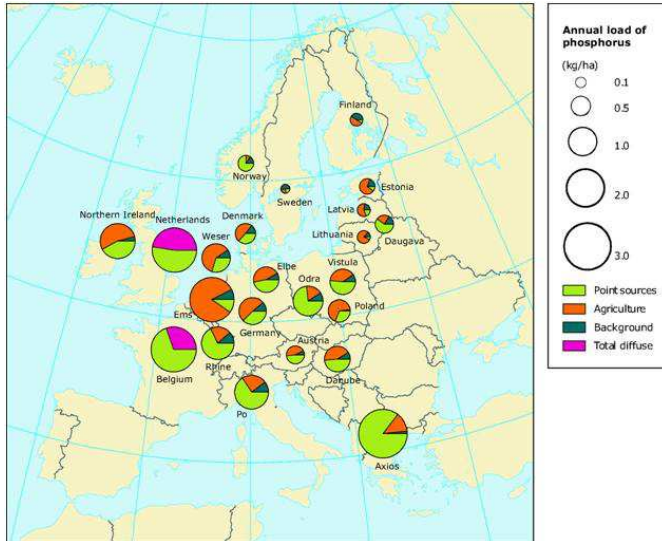 Annual load of
phosphorus
(kg/ha)
0.1
0.5
1.0
2.0
3.0
Point sources
Agriculture
Background
Total diffuse
Finland
Norway
Sweden
Estonia
Latvia
Lithuania
Daugava
Northern Ireland
Netherlands
Denmark
Weser
Elbe
Odra
Vistula
Ems
Germany
Poland
Belgium
Rhine
Austria
Danube
Po
Axios